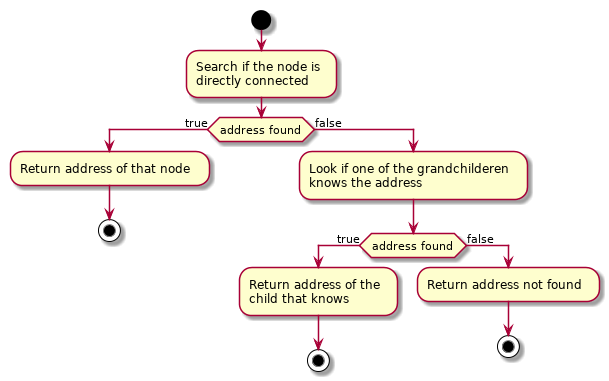 Search if the node is
directly connected
true
address found
false
Return address of that node
Look if one of the grandchilderen
knows the address
true
address found
false
Return address of the
child that knows
Return address not found